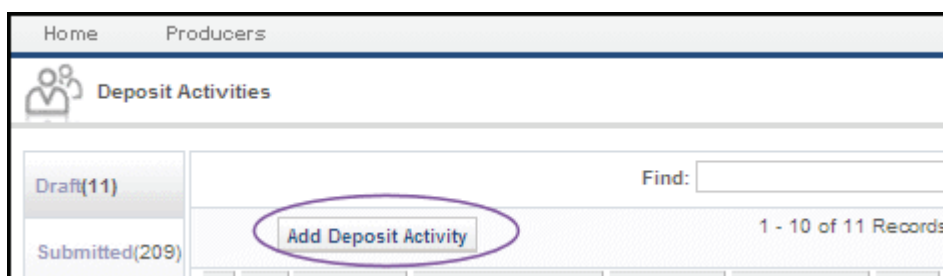 Home Producers
Deposit Activities
Draft(11)
Find:
Add Deposit Activity
1 - 10 of 11 Records
Submitted(209)